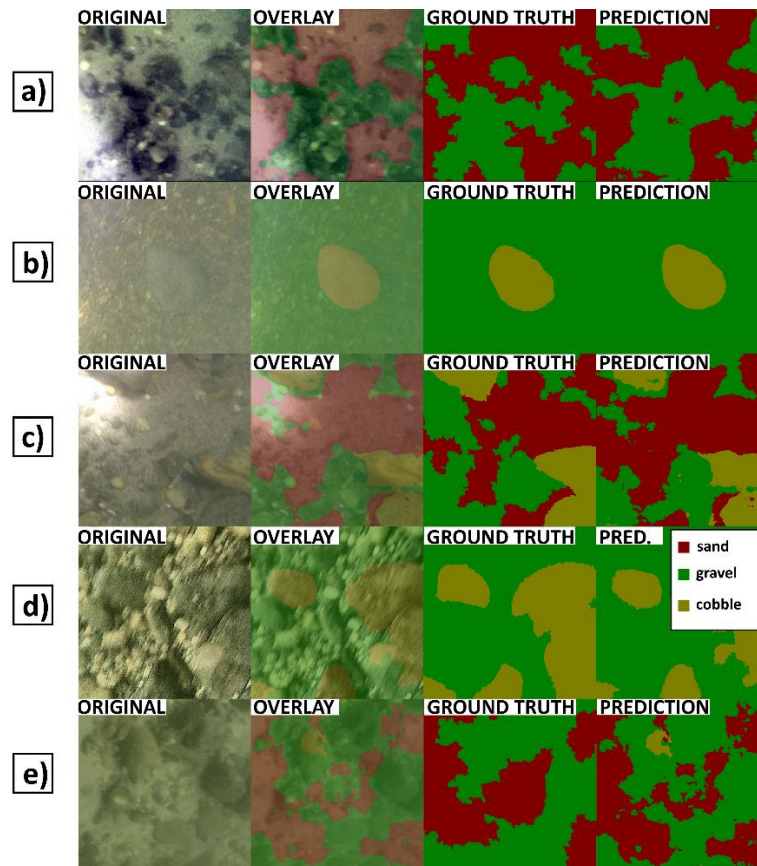 ORIGINAL OVERLAY GROUND TRUTH PREDICTION
a)
ORIGINAL OVERLAY GROUND TRUTH PREDICTION
b)
ORIGINAL OVERLAY GROUND TRUTH PREDICTION
c)
ORIGINAL OVERLAY GROUND TRUTH PRED.
d)
sand
gravel
cobble
ORIGINAL OVERLAY GROUND TRUTH PREDICTION
e)